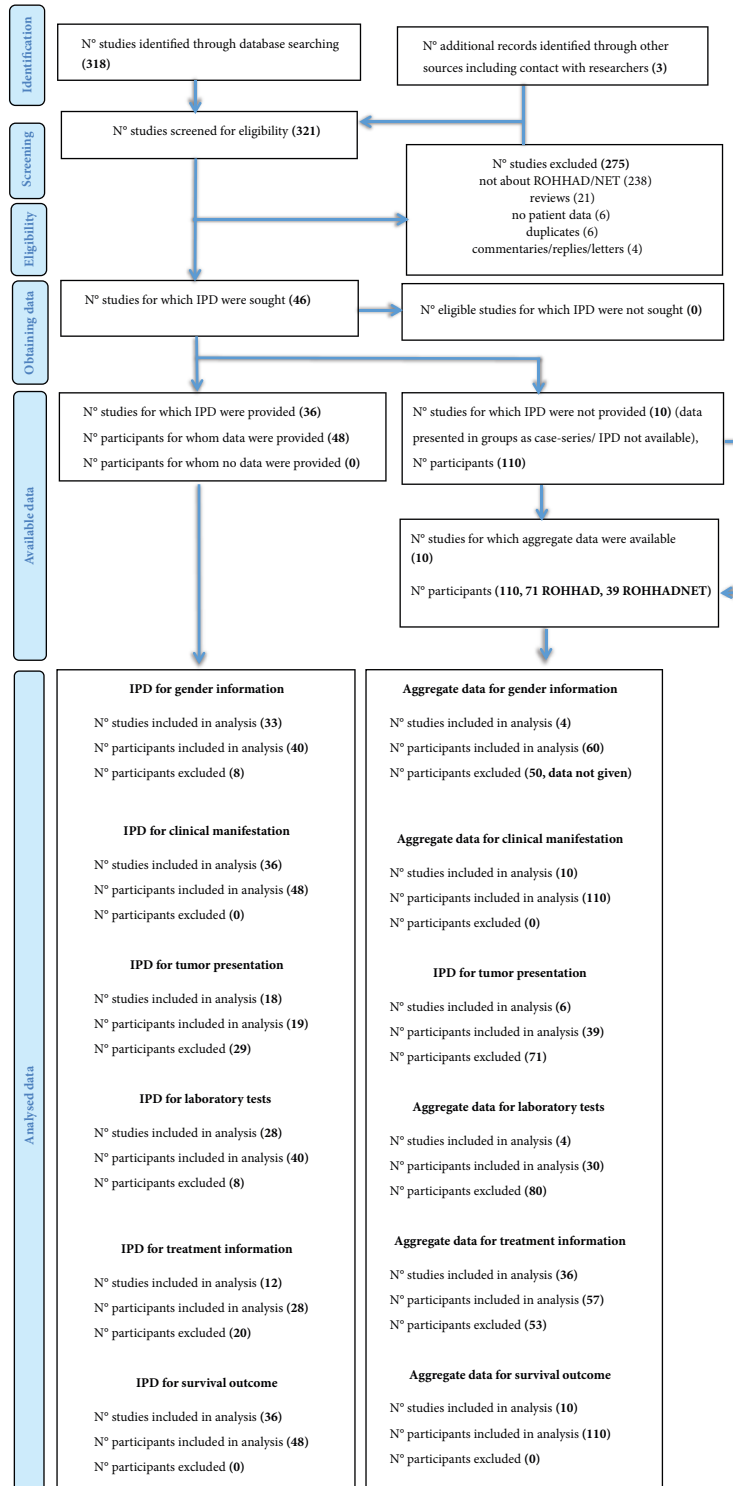 Identification
N° studies identified through database searching
(318)
N° additional records identified through other
sources including contact with researchers (3)
Screening
N° studies screened for eligibility (321)
N° studies excluded (275)
not about ROHHAD/NET (238)
reviews (21)
no patient data (6)
duplicates (6)
commentaries/replies/letters (4)
Eligibility
Obtaining data
N° studies for which IPD were sought (46)
N° eligible studies for which IPD were not sought (0)
Available data
N° studies for which IPD were provided (36)
N° participants for whom data were provided (48)
N° participants for whom no data were provided (0)
N° studies for which IPD were not provided (10) (data
presented in groups as case-series/ IPD not available),
N° participants (110)
N° studies for which aggregate data were available
(10)
N° participants (110, 71 ROHHAD, 39 ROHHADNET)
Analysed data
IPD for gender information
N° studies included in analysis (33)
N° participants included in analysis (40)
N° participants excluded (8)
IPD for clinical manifestation
N° studies included in analysis (36)
N° participants included in analysis (48)
N° participants excluded (0)
IPD for tumor presentation
N° studies included in analysis (18)
N° participants included in analysis (19)
N° participants excluded (29)
IPD for laboratory tests
N° studies included in analysis (28)
N° participants included in analysis (40)
N° participants excluded (8)
IPD for treatment information
N° studies included in analysis (12)
N° participants included in analysis (28)
N° participants excluded (20)
IPD for survival outcome
N° studies included in analysis (36)
N° participants included in analysis (48)
N° participants excluded (0)
Aggregate data for gender information
N° studies included in analysis (4)
N° participants included in analysis (60)
N° participants excluded (50, data not given)
Aggregate data for clinical manifestation
N° studies included in analysis (10)
N° participants included in analysis (110)
N° participants excluded (0)
IPD for tumor presentation
N° studies included in analysis (6)
N° participants included in analysis (39)
N° participants excluded (71)
Aggregate data for laboratory tests
N° studies included in analysis (4)
N° participants included in analysis (30)
N° participants excluded (80)
Aggregate data for treatment information
N° studies included in analysis (36)
N° participants included in analysis (57)
N° participants excluded (53)
Aggregate data for survival outcome
N° studies included in analysis (10)
N° participants included in analysis (110)
N° participants excluded (0)